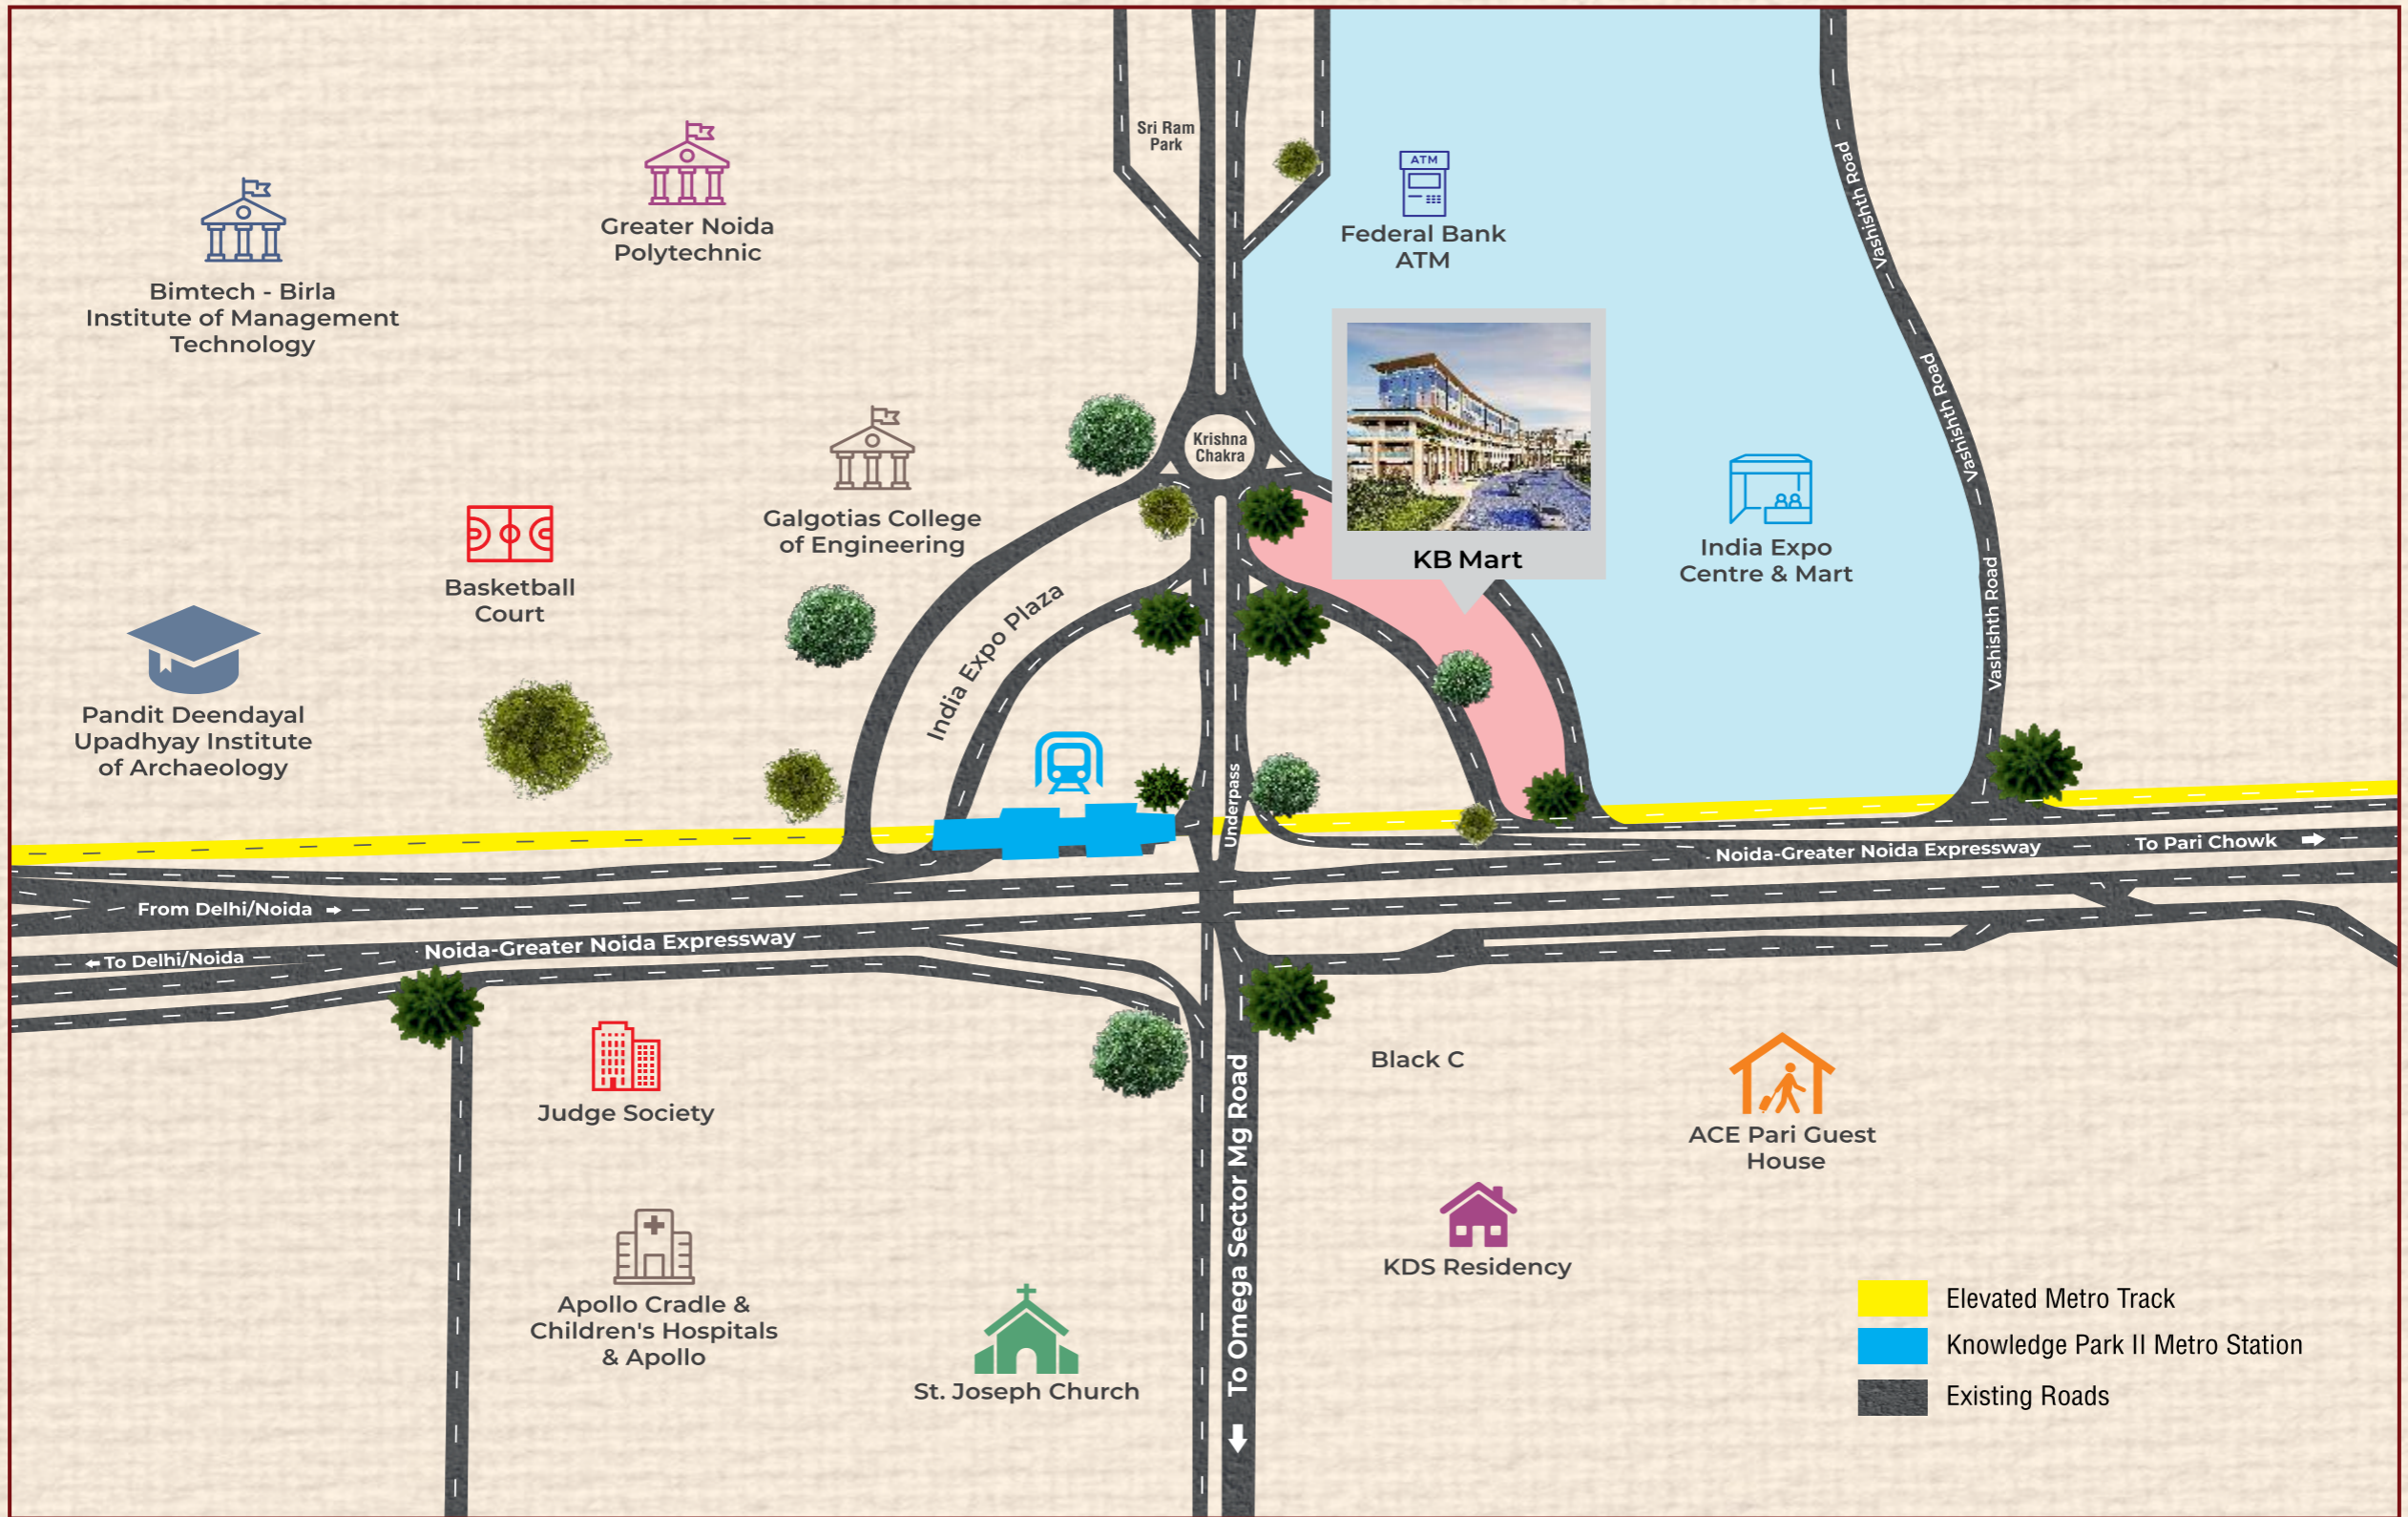 Sri Ram
Park
ATM
Federal Bank
ATM
Greater Noida
Polytechnic
Bimtech - Birla
Institute of Management
Technology
Vashishth Road
Vashishth Road
Vashishth Road
Krishna
Chakra
KB Mart
India Expo
Centre & Mart
Galgotias College
of Engineering
Basketball
Court
India Expo Plaza
Pandit Deendayal
Upadhyay Institute
of Archaeology
Underpass
Noida-Greater Noida Expressway
To Pari Chowk
From Delhi/Noida
To Delhi/Noida
Noida-Greater Noida Expressway
Judge Society
Black C
ACE Pari Guest
House
To Omega Sector Mg Road
KDS Residency
Apollo Cradle &
Children's Hospitals
& Apollo
St. Joseph Church
Elevated Metro Track
Knowledge Park II Metro Station
Existing Roads